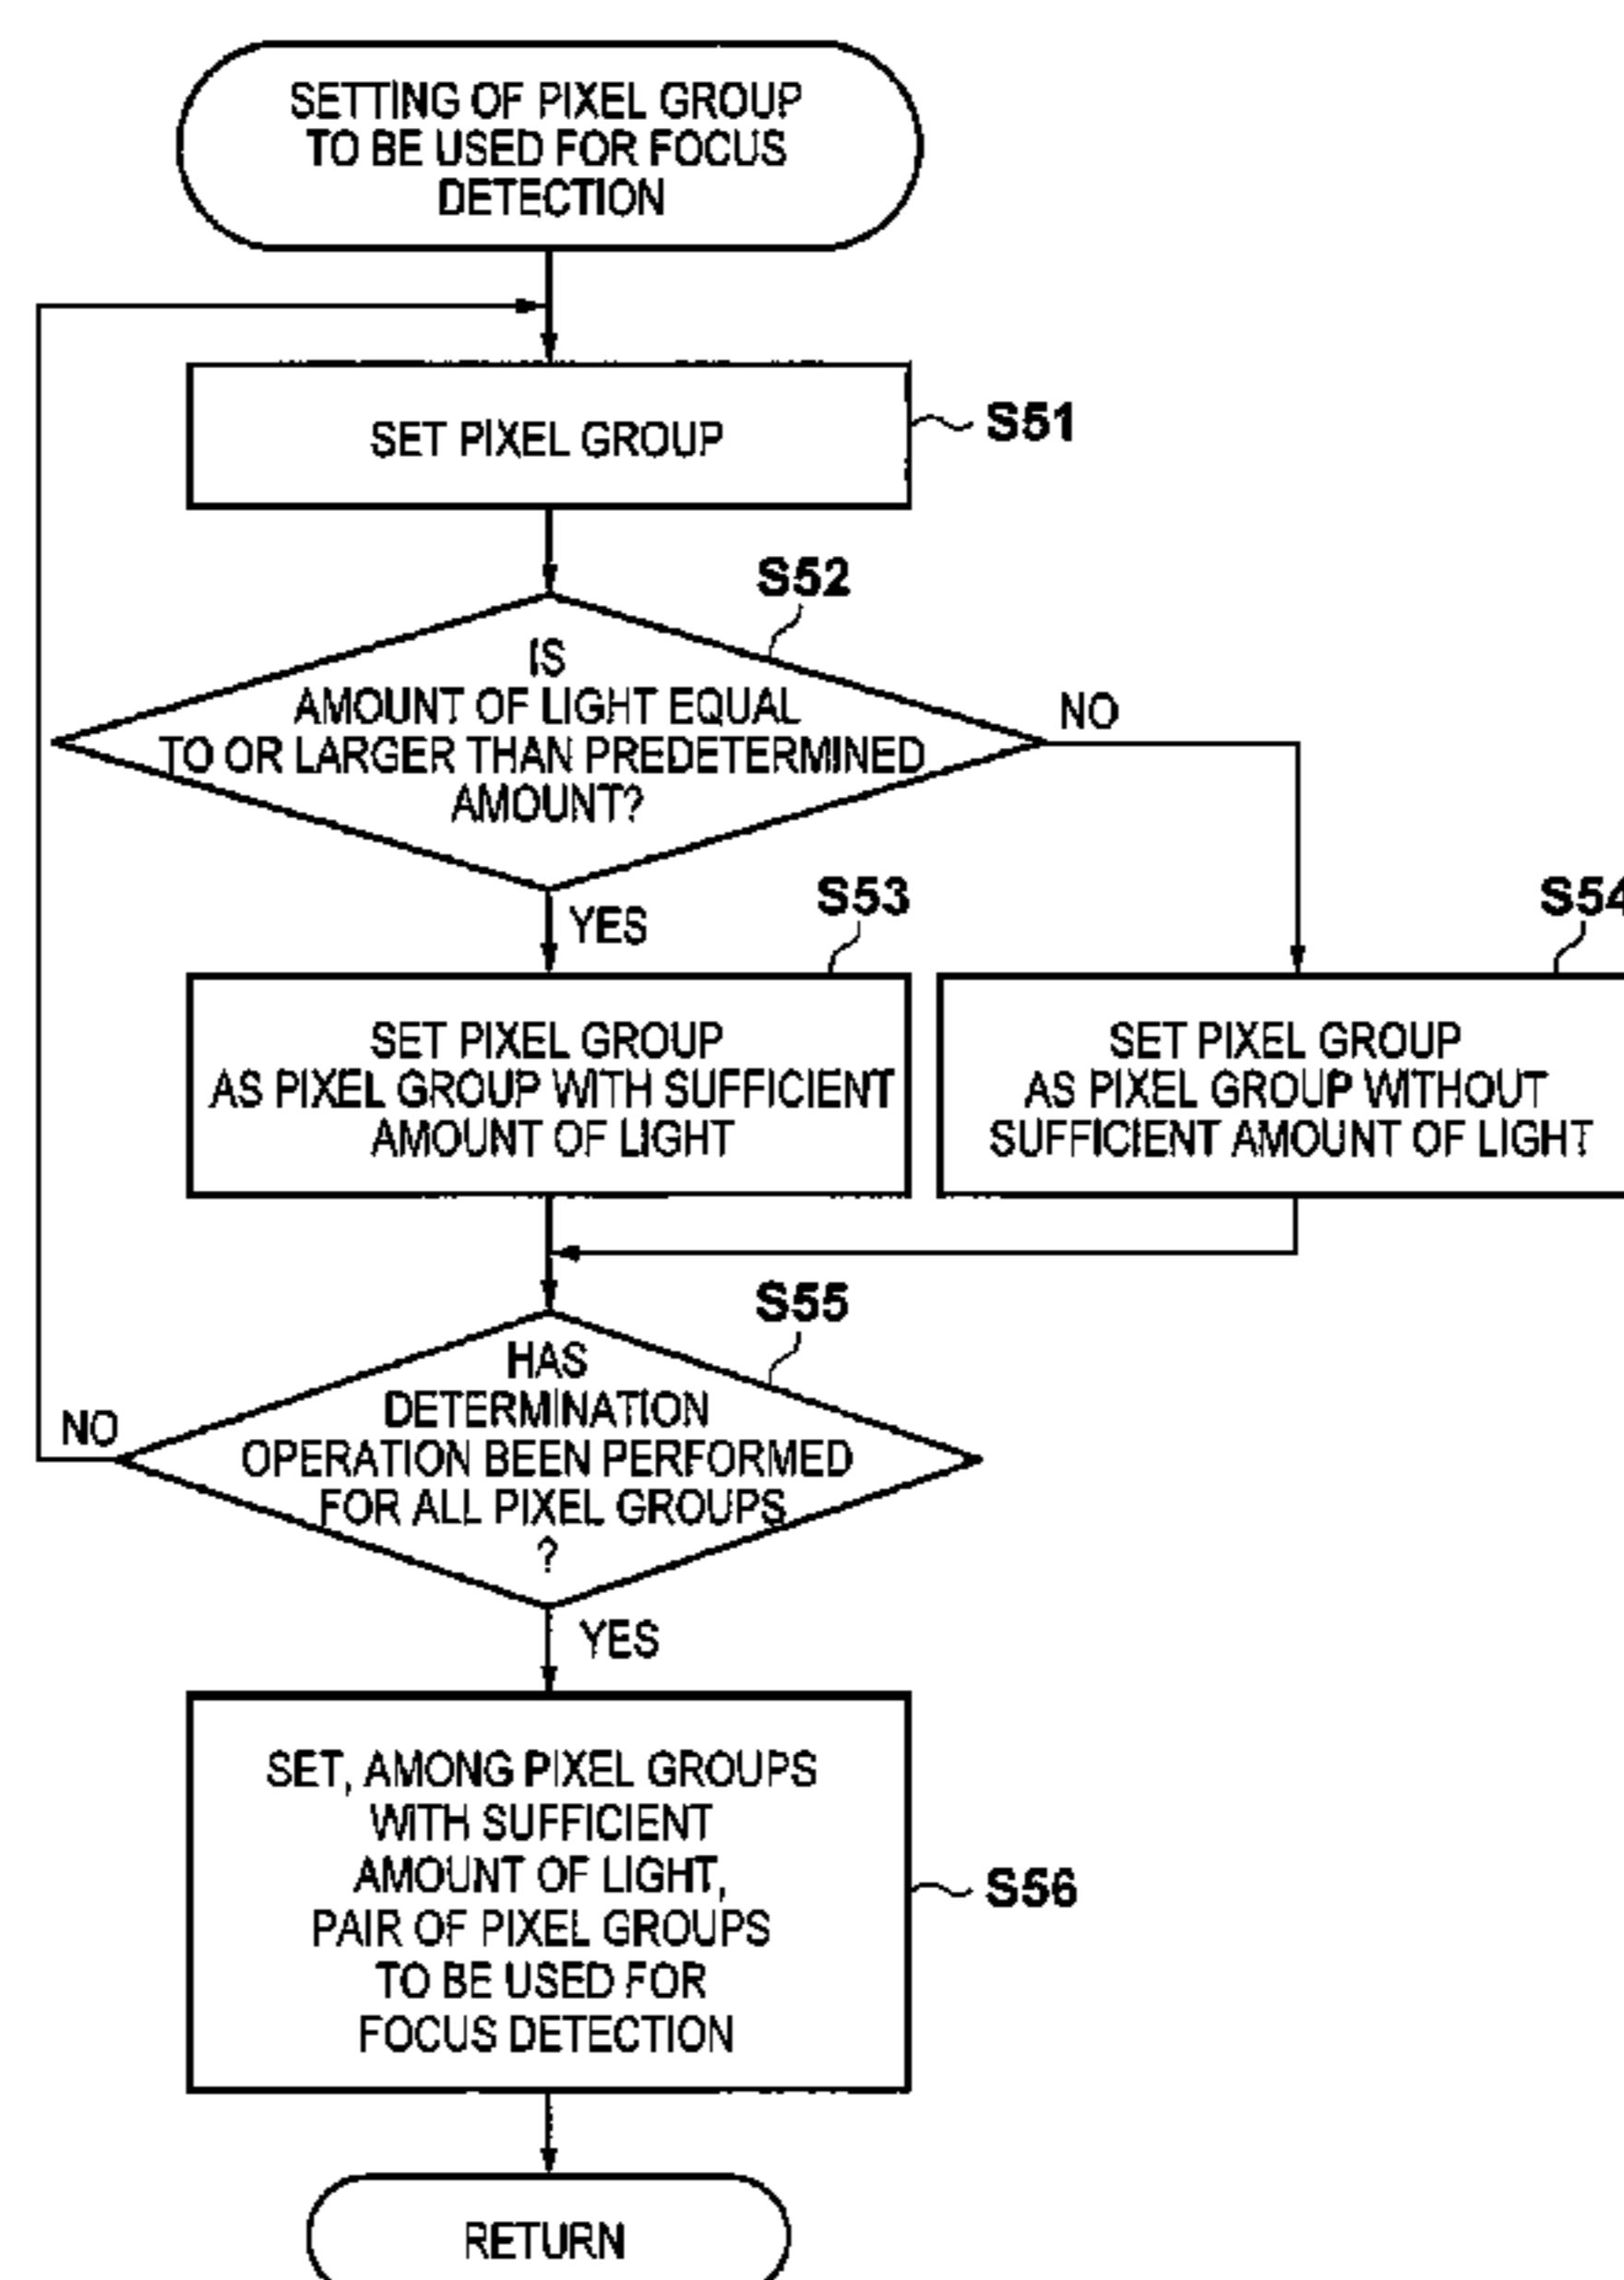 SETTING OF PIXEL GROUP
TO BE USED FOR FOCUS
DETECTION
SET PIXEL GROUP
S51
S52
IS
AMOUNT OF LIGHT EQUAL
TO OR LARGER THAN PREDETERMINED
AMOUNT?
NO
YES
S53
S54
SET PIXEL GROUP
AS PIXEL GROUP WITH SUFFICIENT
AMOUNT OF LIGHT
SET PIXEL GROUP
AS PIXEL GROUP WITHOUT
SUFFICIENT AMOUNT OF LIGHT
S55
HAS
DETERMINATION
OPERATION BEEN PERFORMED
FOR ALL PIXEL GROUPS
?
NO
YES
SET, AMONG PIXEL GROUPS
WITH SUFFICIENT
AMOUNT OF LIGHT,
PAIR OF PIXEL GROUPS
TO BE USED FOR
FOCUS DETECTION
S56
RETURN